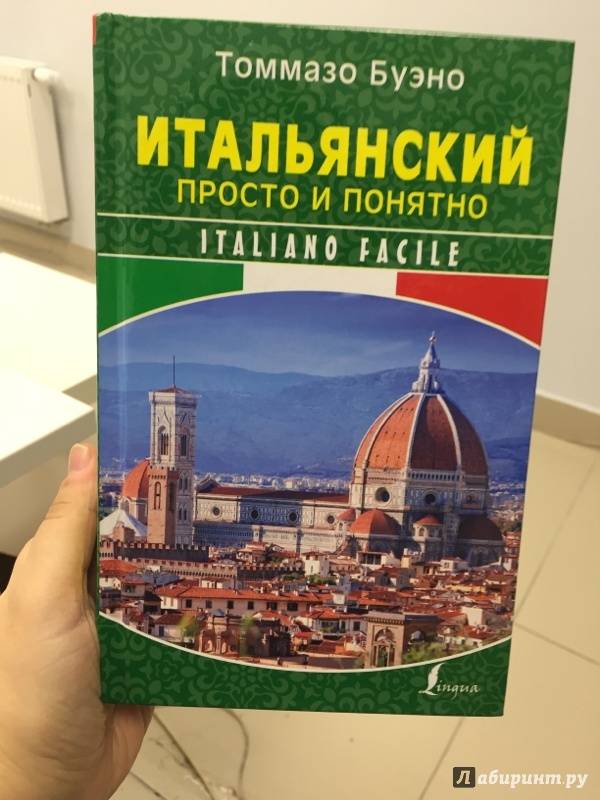 Томмазо Буэно
ИТАЛЬЯНСКИЙ
ПРОСТО И ПОНЯТНО
ITALIANO FACILE
Lingua
Лабиринт.ру